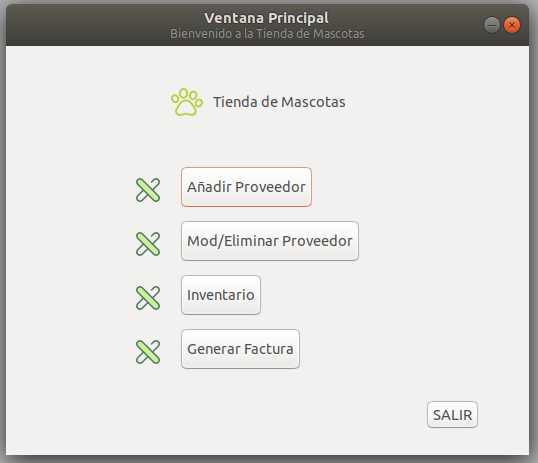 Ventana Principal
Bienvenido a la Tienda de Mascotas
Tienda de Mascotas
Añadir Proveedor
Mod/Eliminar Proveedor
Inventario
Generar Factura
SALIR